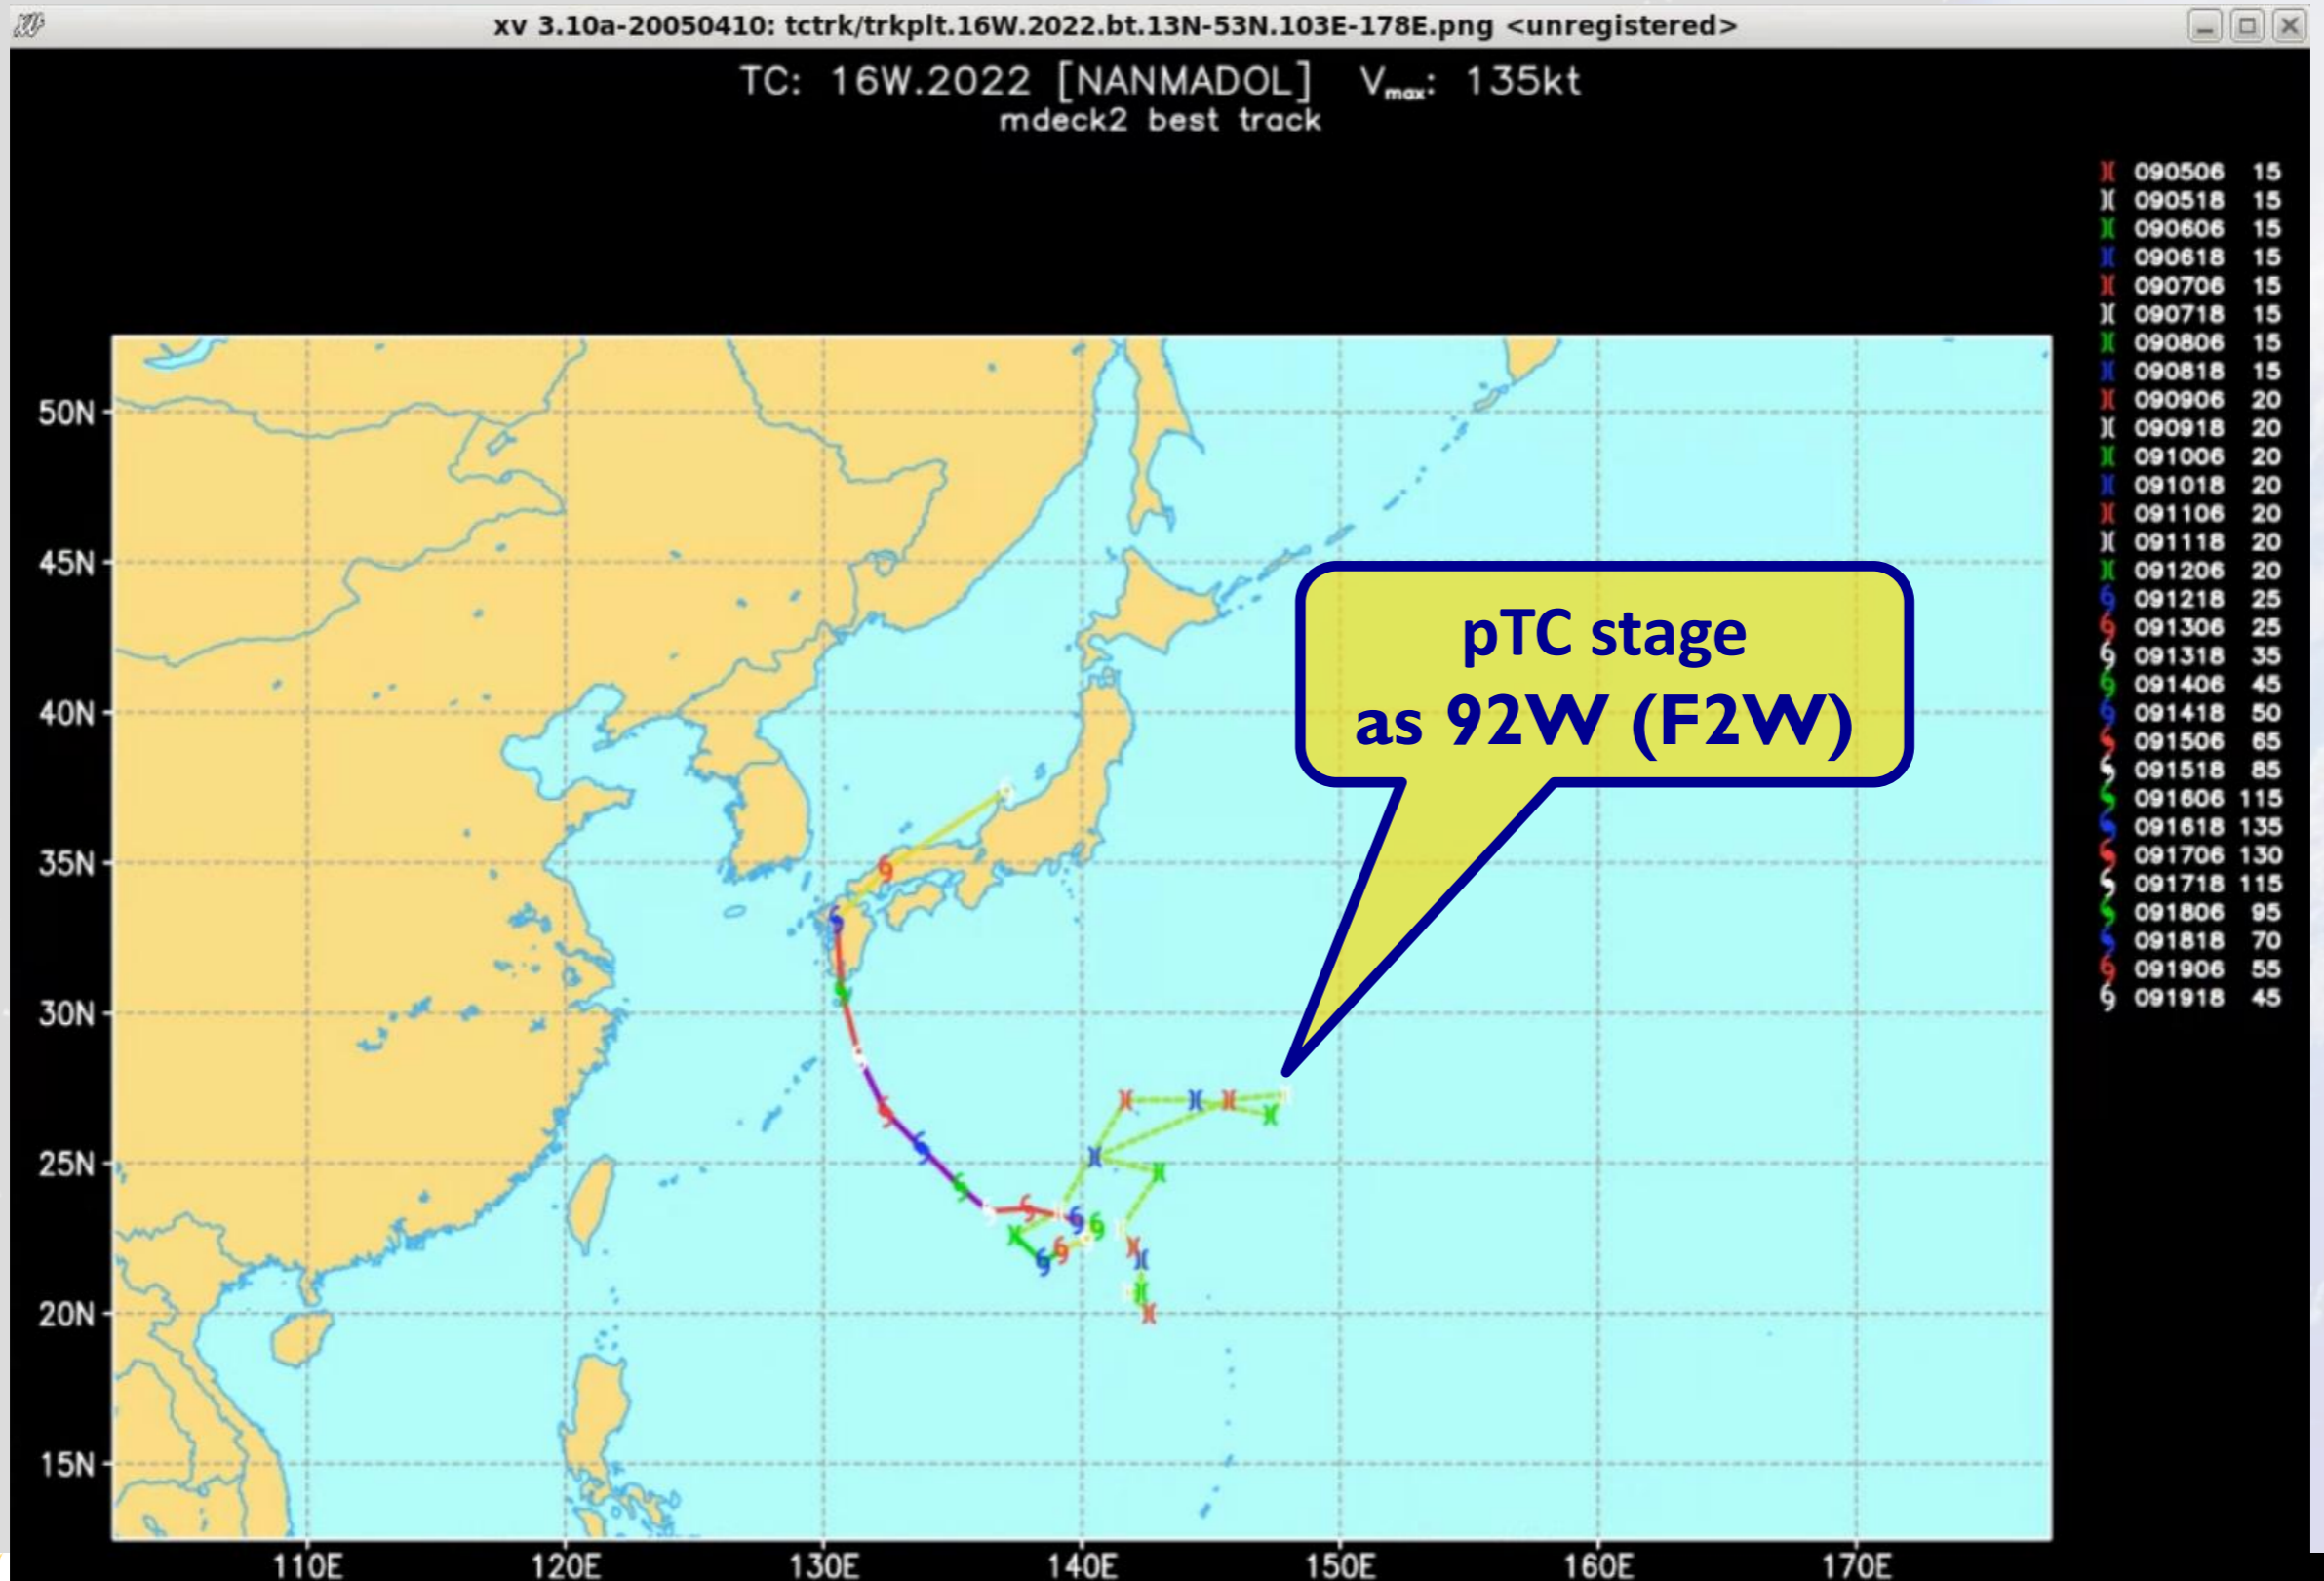 xv 3.10a-20050410: tctrk/trkplt.16W.2022.bt.13N-53N.103E-178E.png <unregistered>
TC: 16W.2022 [NANMADOL] Vmax: 135kt
mdeck2 best track
090506 15
090518 15
090606 15
090618 15
090706 15
090718 15
090806 15
090818 15
090906 20
090918 20
091006 20
091018 20
091106 20
091118 20
091206 20
091218 25
091306 25
091318 35
091406 45
091418 50
091506 65
091518 85
091606 115
091618 135
091706 130
091718 115
091806 95
091818 70
091906 55
091918 45
pTC stage
as 92W (F2W)
50N
45N
40N
35N
30N
25N
20N
15N
110E 120E 130E 140E 150E 160E 170E